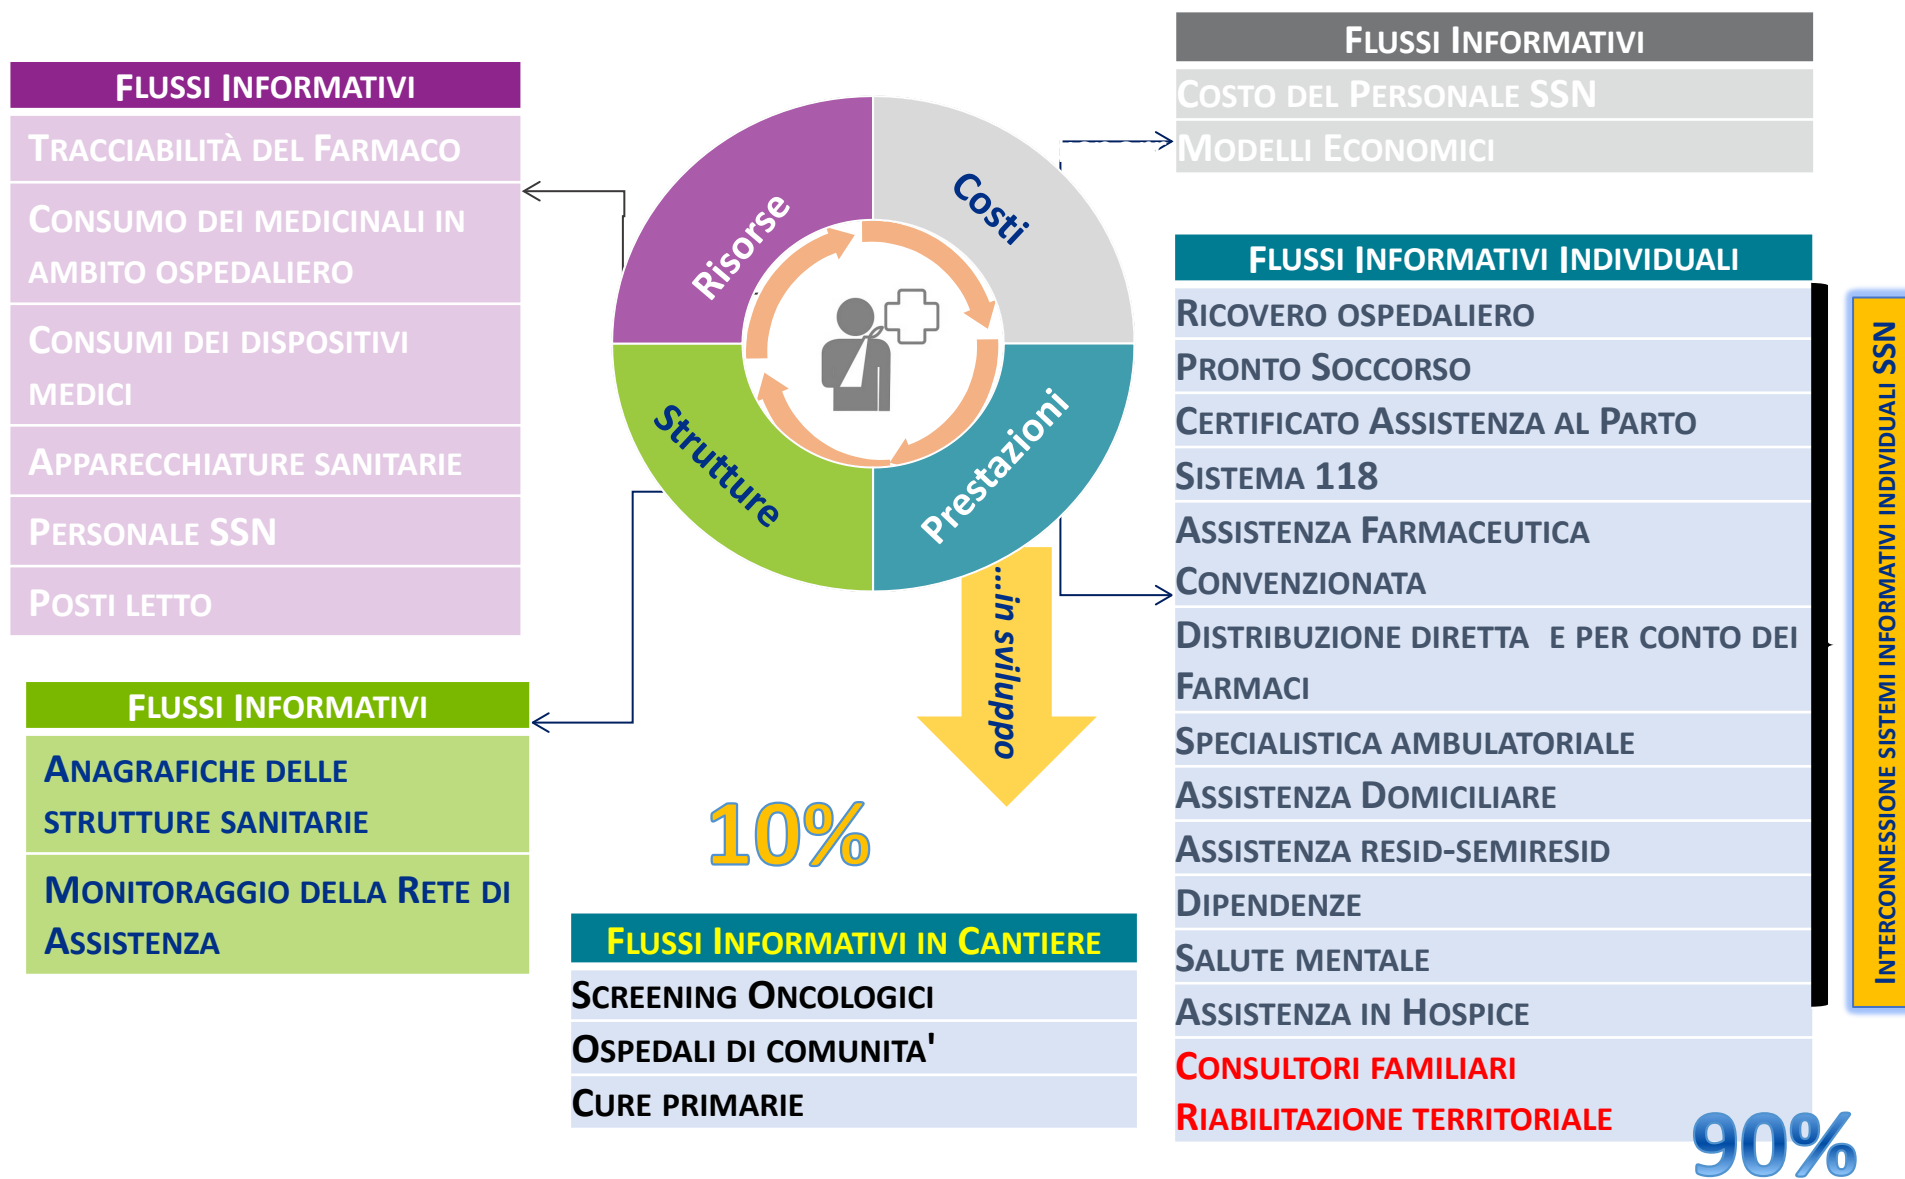 Flussi Informativi
Tracciabilità del Farmaco
Consumo dei medicinali in
ambito ospedaliero
Consumi dei dispositivi
medici
Apparecchiature sanitarie
Personale SSN
Posti letto
Flussi Informativi
Anagrafiche delle
strutture sanitarie
Monitoraggio della Rete di
Assistenza
Risorse
Costi
Strutture
Prestazioni
...in sviluppo
10%
Flussi Informativi in Cantiere
Screening Oncologici
Ospedali di comunita'
Cure primarie
Flussi Informativi
Costo del Personale SSN
Modelli Economici
Flussi Informativi Individuali
Ricovero ospedaliero
Pronto Soccorso
Certificato Assistenza al Parto
Sistema 118
Assistenza Farmaceutica
Convenzionata
Distribuzione diretta e per conto dei
Farmaci
Specialistica ambulatoriale
Assistenza Domiciliare
Assistenza resid-semiresid
Dipendenze
Salute mentale
Assistenza in Hospice
Consultori familiari
Riabilitazione territoriale
90%
Interconnessione sistemi informativi individuali SSN